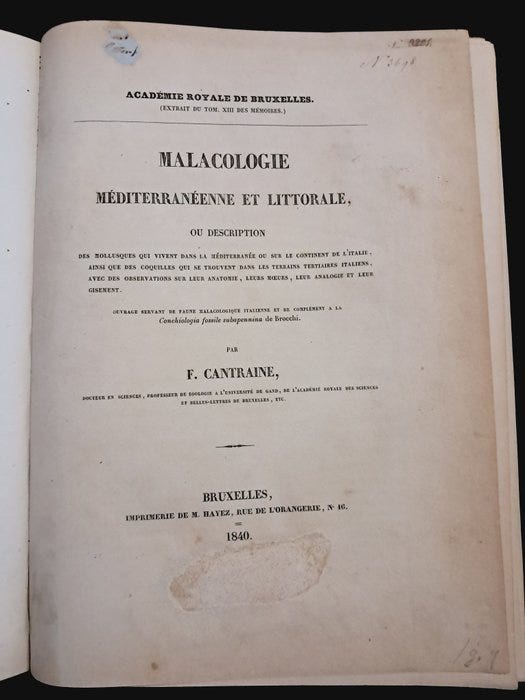 N° 3698
ACADÉMIE ROYALE DE BRUXELLES.
(EXTRAIT DU TOM. XIII DES MÉMOIRES.)
MALACOLOGIE
MÉDITERRANÉENNE ET LITTORALE,
OU DESCRIPTION
DES MOLLUSQUES QUI VIVENT DANS LA MÉDITERRANÉE OU SUR LE CONTINENT DE L'ITALIE,
AINSI QUE DES COQUILLES QUI SE TROUVENT DANS LES TERRAINS TERTIAIRES ITALIENS,
AVEC DES OBSERVATIONS SUR LEUR ANATOMIE, LEURS MŒURS, LEUR ANALOGIE ET LEUR
GISEMENT.
OUVRAGE SERVANT DE FAUNE MALACOLOGIQUE ITALIENNE ET DE COMPLÉMENT A LA
Conchiologia fossile subapennina de Brocchi.
PAR
F. CANTRAINE,
DOCTEUR EN SCIENCES, PROFESSEUR DE ZOOLOGIE A L'UNIVERSITÉ DE GAND, DE L'ACADÉMIE ROYALE DES SCIENCES
ET BELLES-LETTRES DE BRUXELLES, ETC.
BRUXELLES,
IMPRIMERIE DE M. HAYEZ, RUE DE L'ORANGERIE, N° 16.
=
1840.